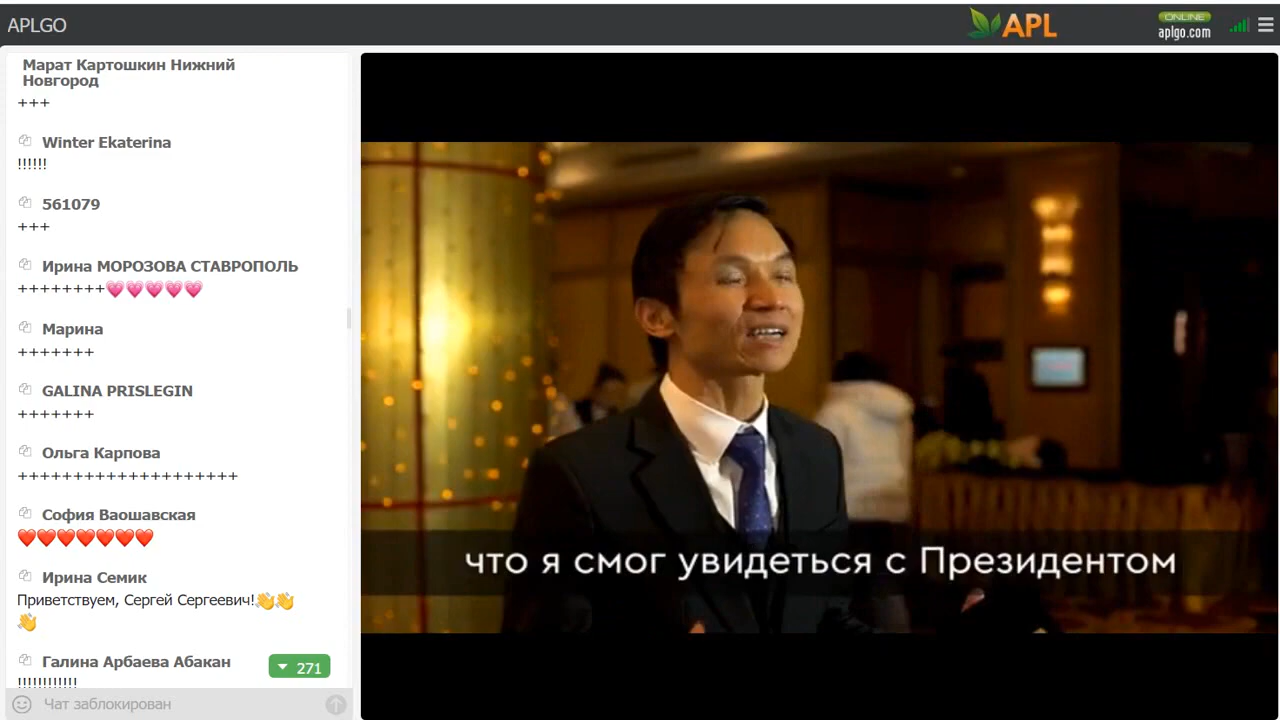 APLGO
APL
ONLINE
aplgo.com
Марат Картошкин Нижний
Новгород
+++
Winter Ekaterina
!!!!!!
561079
+++
Ирина МОРОЗОВА СТАВРОПОЛЬ
++++++++💗💗💗💗💗
Марина
+++++++
GALINA PRISLEGIN
+++++++
Ольга Карпова
++++++++++++++++++++
София Ваошавская
❤️❤️❤️❤️❤️❤️❤️
Ирина Семик
Приветствуем, Сергей Сергеевич!👋👋
👋
Галина Арбаева Абакан
!!!!!!!!!!!!
271
Чат заблокирован
что я смог увидеться с Президентом